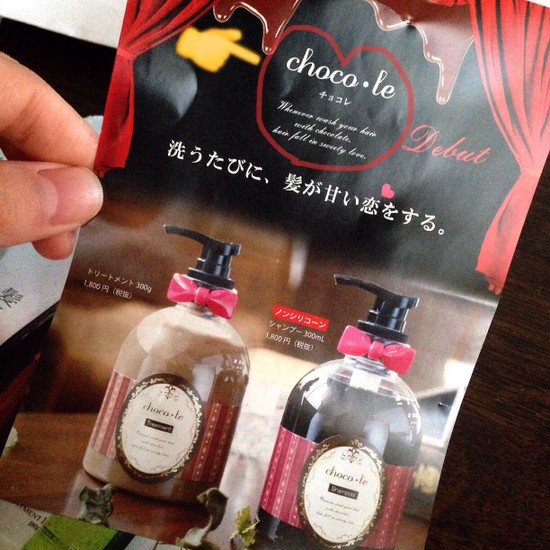 choco・le
チョコレ
Whenever wash your hair
with chocolate,
hair fall in sweety love.
Debut
洗うたびに、髪が甘い恋をする。
トリートメント 300g
1,800円(税抜)
ノンシリコーン
シャンプー 300mL
1,800円(税抜)
choco・le
Treatment
choco・le
Shampoo